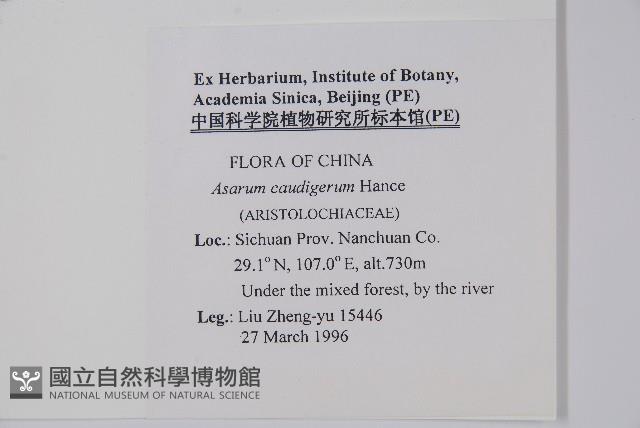 Ex Herbarium, Institute of Botany,
Academia Sinica, Beijing (PE)
中国科学院植物研究所标本馆(PE)
FLORA OF CHINA
Asarum caudigerum Hance
(ARISTOLOCHIACEAE)
Loc.: Sichuan Prov. Nanchuan Co.
29.1° N, 107.0° E, alt.730m
Under the mixed forest, by the river
Leg.: Liu Zheng-yu 15446
27 March 1996
國立自然科學博物館
NATIONAL MUSEUM OF NATURAL SCIENCE